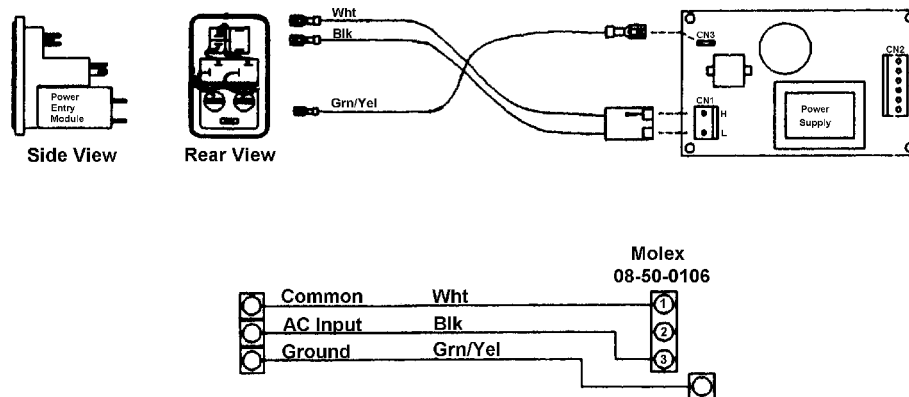 Wht
Blk
Grn/Yel
Power
Entry
Module
Side View
Rear View
CN3
CN2
CN1
H
L
Power
Supply
Molex
08-50-0106
Common Wht
AC Input Blk
Ground Grn/Yel
1
2
3